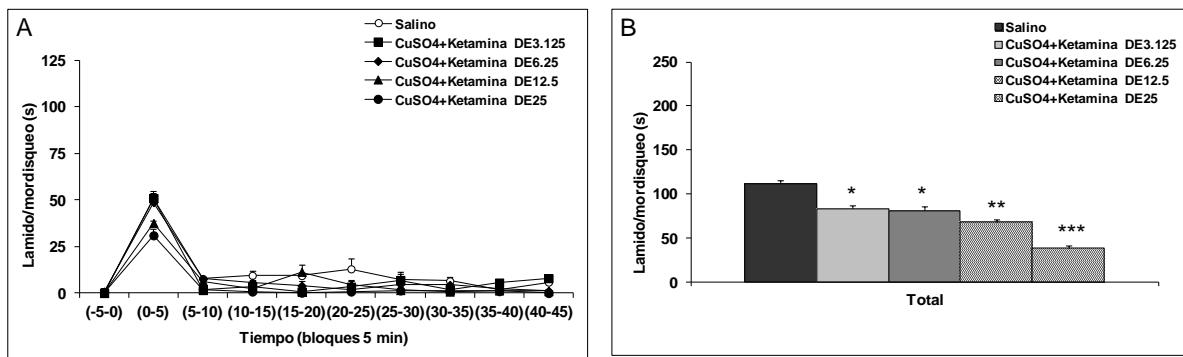 A
Salino
CuSO4+Ketamina DE3.125
CuSO4+Ketamina DE6.25
CuSO4+Ketamina DE12.5
CuSO4+Ketamina DE25
Lamido/mordisqueo (s)
125
100
75
50
25
0
(-5-0) (0-5) (5-10) (10-15) (15-20) (20-25) (25-30) (30-35) (35-40) (40-45)
Tiempo (bloques 5 min)
B
Salino
CuSO4+Ketamina DE3.125
CuSO4+Ketamina DE6.25
CuSO4+Ketamina DE12.5
CuSO4+Ketamina DE25
Lamido/mordisqueo (s)
250
200
150
100
50
0
* * ** ***
Total